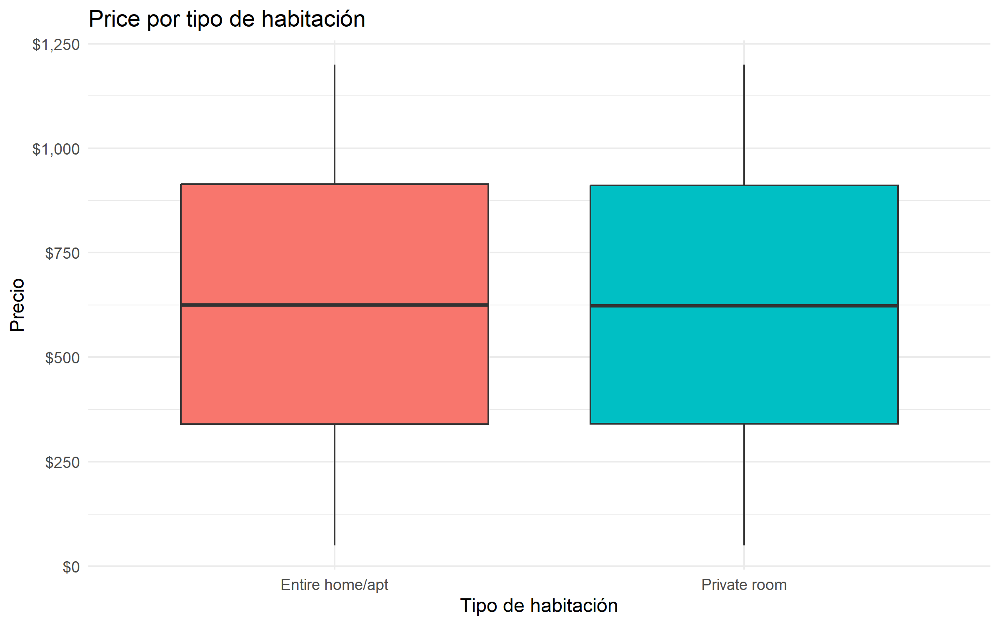 Price por tipo de habitación
$1,250
$1,000
$750
$500
$250
$0
Precio
Entire home/apt
Private room
Tipo de habitación